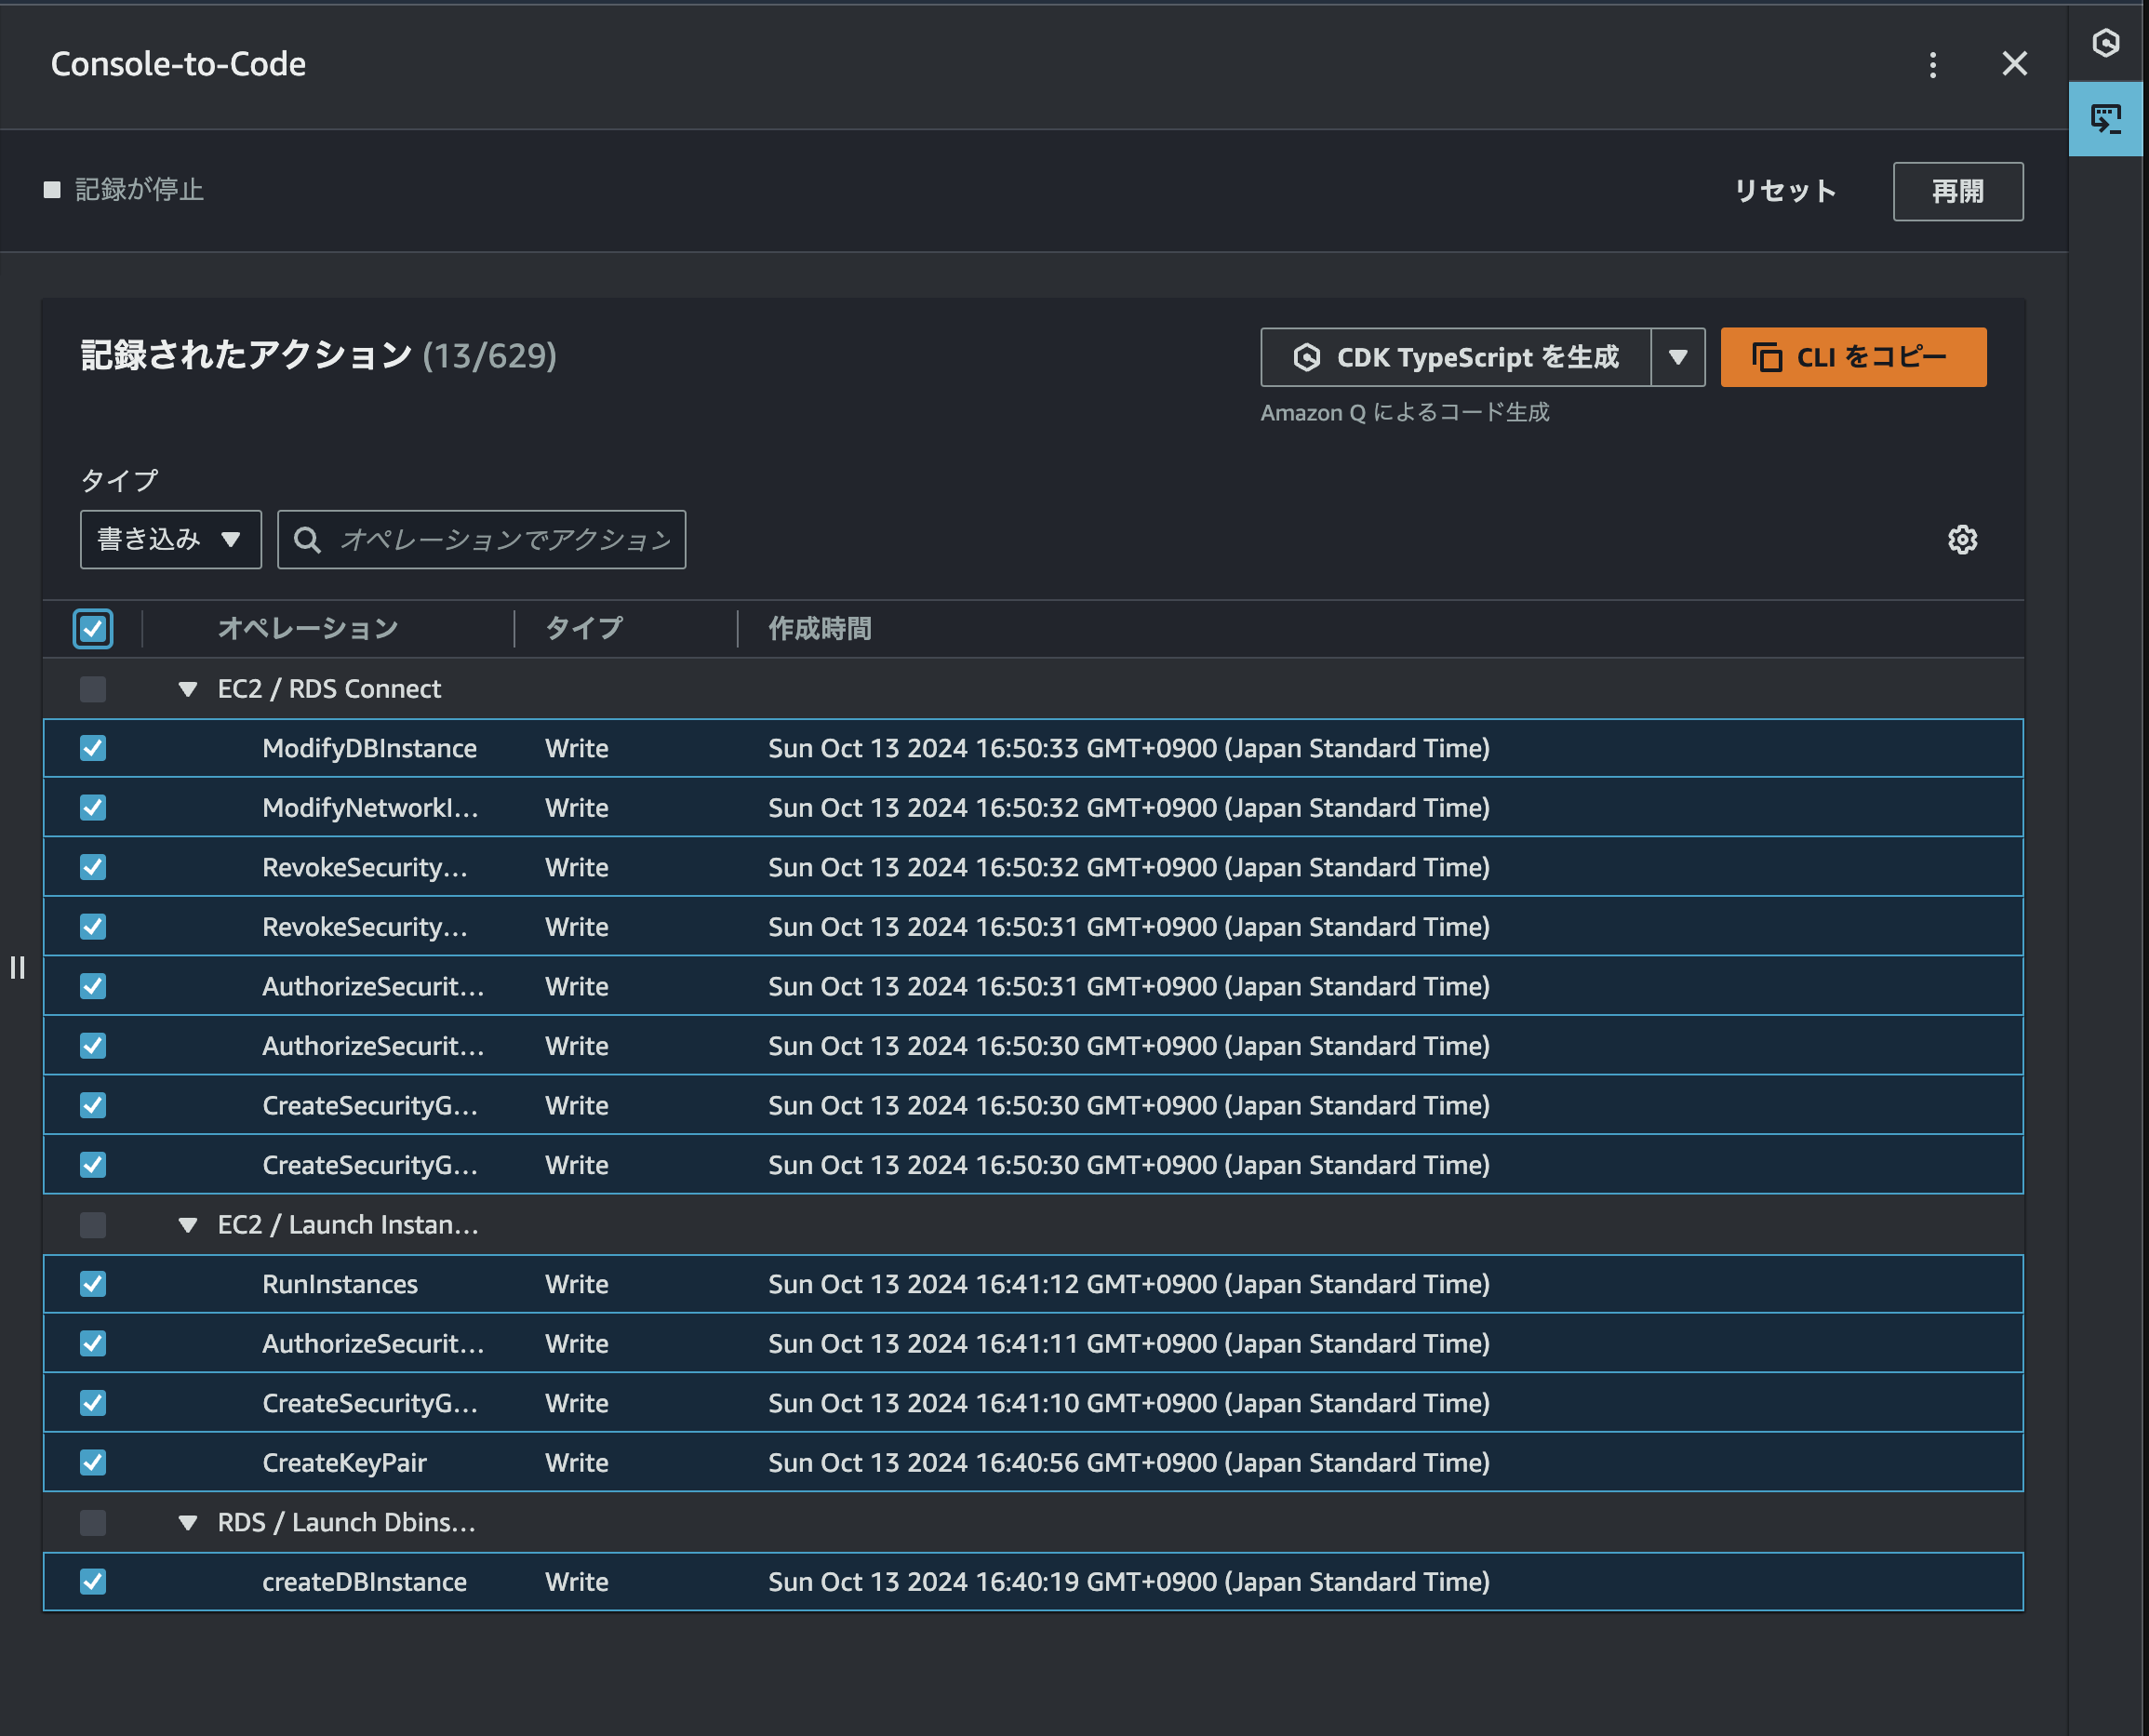 Console-to-Code
記録が停止
リセット
再開
記録されたアクション (13/629)
CDK TypeScript を生成
CLI をコピー
Amazon Q によるコード生成
タイプ
書き込み
オペレーションでアクション
オペレーション タイプ 作成時間
EC2 / RDS Connect
ModifyDBInstance Write Sun Oct 13 2024 16:50:33 GMT+0900 (Japan Standard Time)
ModifyNetworkI... Write Sun Oct 13 2024 16:50:32 GMT+0900 (Japan Standard Time)
RevokeSecurity... Write Sun Oct 13 2024 16:50:32 GMT+0900 (Japan Standard Time)
RevokeSecurity... Write Sun Oct 13 2024 16:50:31 GMT+0900 (Japan Standard Time)
AuthorizeSecurit... Write Sun Oct 13 2024 16:50:31 GMT+0900 (Japan Standard Time)
AuthorizeSecurit... Write Sun Oct 13 2024 16:50:30 GMT+0900 (Japan Standard Time)
CreateSecurityG... Write Sun Oct 13 2024 16:50:30 GMT+0900 (Japan Standard Time)
CreateSecurityG... Write Sun Oct 13 2024 16:50:30 GMT+0900 (Japan Standard Time)
EC2 / Launch Instan...
RunInstances Write Sun Oct 13 2024 16:41:12 GMT+0900 (Japan Standard Time)
AuthorizeSecurit... Write Sun Oct 13 2024 16:41:11 GMT+0900 (Japan Standard Time)
CreateSecurityG... Write Sun Oct 13 2024 16:41:10 GMT+0900 (Japan Standard Time)
CreateKeyPair Write Sun Oct 13 2024 16:40:56 GMT+0900 (Japan Standard Time)
RDS / Launch Dbins...
createDBInstance Write Sun Oct 13 2024 16:40:19 GMT+0900 (Japan Standard Time)